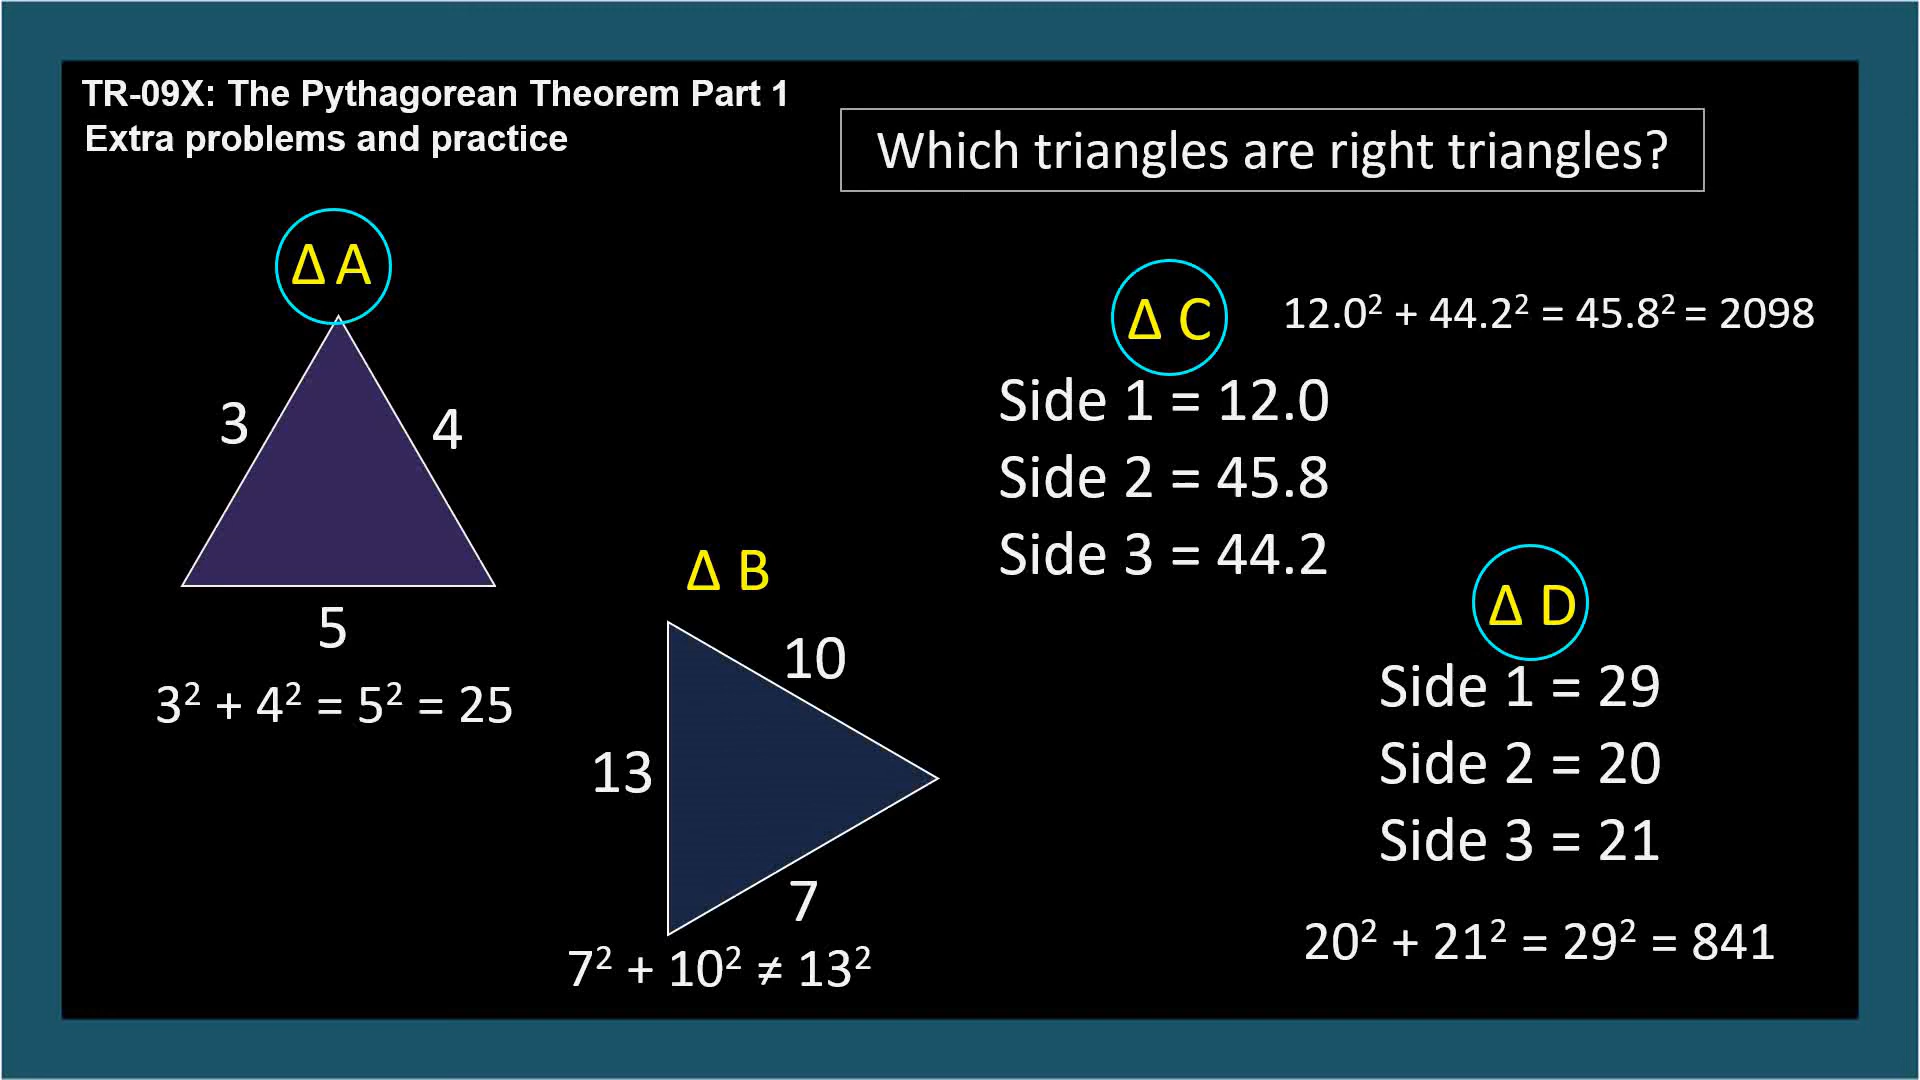 TR-09X: The Pythagorean Theorem Part 1
Extra problems and practice
Which triangles are right triangles?
Δ A
3
4
5
3² + 4² = 5² = 25
Δ B
10
13
7
7² + 10² ≠ 13²
Δ C
12.0² + 44.2² = 45.8² = 2098
Side 1 = 12.0
Side 2 = 45.8
Side 3 = 44.2
Δ D
Side 1 = 29
Side 2 = 20
Side 3 = 21
20² + 21² = 29² = 841